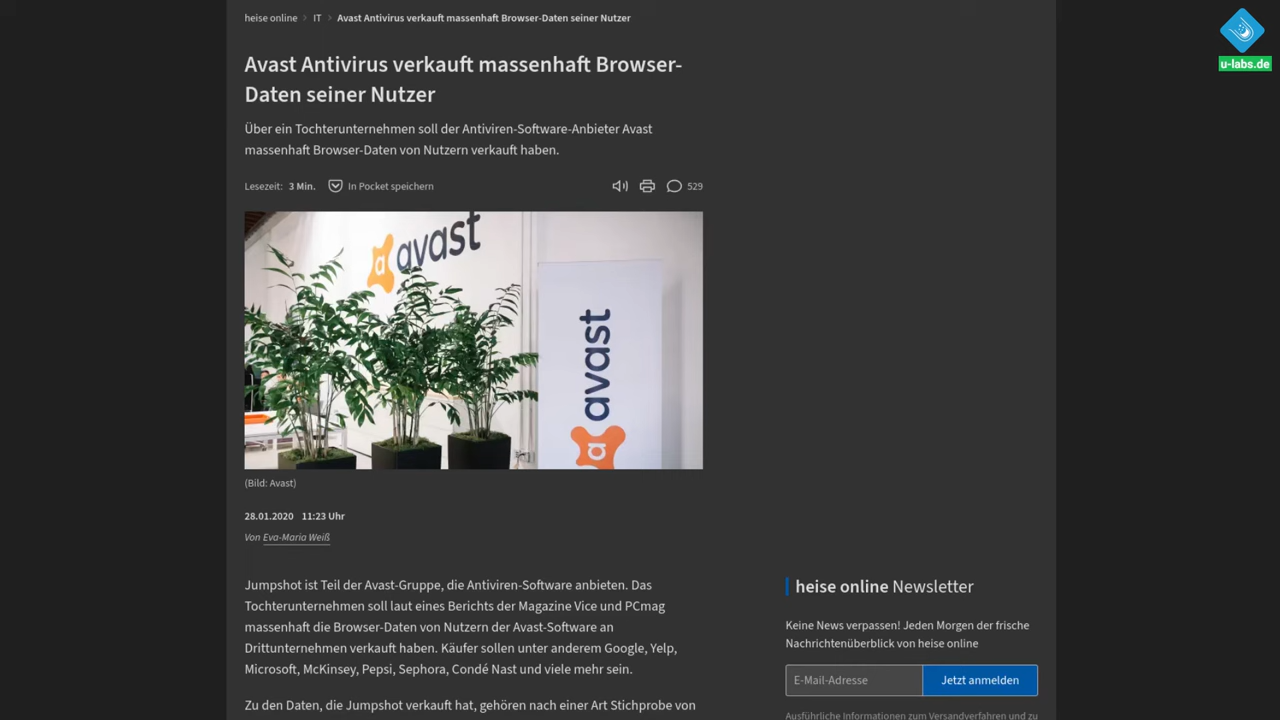 heise online > IT > Avast Antivirus verkauft massenhaft Browser-Daten seiner Nutzer
u-labs.de
Avast Antivirus verkauft massenhaft Browser-
Daten seiner Nutzer
Über ein Tochterunternehmen soll der Antiviren-Software-Anbieter Avast
massenhaft Browser-Daten von Nutzern verkauft haben.
Lesezeit: 3 Min. In Pocket speichern 529
a avast
a avast
(Bild: Avast)
28.01.2020 11:23 Uhr
Von Eva-Maria Weiß
Jumpshot ist Teil der Avast-Gruppe, die Antiviren-Software anbieten. Das
Tochterunternehmen soll laut eines Berichts der Magazine Vice und PCmag
massenhaft die Browser-Daten von Nutzern der Avast-Software an
Drittunternehmen verkauft haben. Käufer sollen unter anderem Google, Yelp,
Microsoft, McKinsey, Pepsi, Sephora, Condé Nast und viele mehr sein.
Zu den Daten, die Jumpshot verkauft hat, gehören nach einer Art Stichprobe von
heise online Newsletter
Keine News verpassen! Jeden Morgen der frische
Nachrichtenüberblick von heise online
E-Mail-Adresse Jetzt anmelden
Ausführliche Informationen zum Versandverfahren und zu